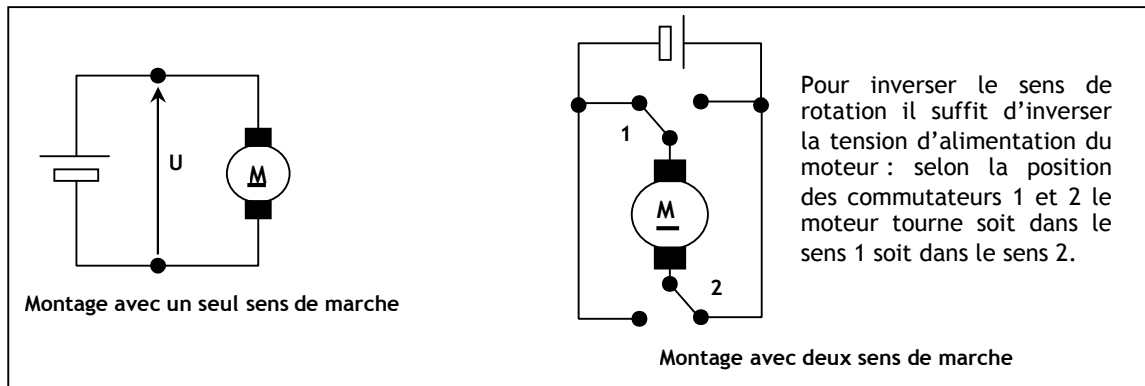 U
M
Montage avec un seul sens de marche
1
M
2
Pour inverser le sens de
rotation il suffit d’inverser
la tension d’alimentation du
moteur : selon la position
des commutateurs 1 et 2 le
moteur tourne soit dans le
sens 1 soit dans le sens 2.
Montage avec deux sens de marche